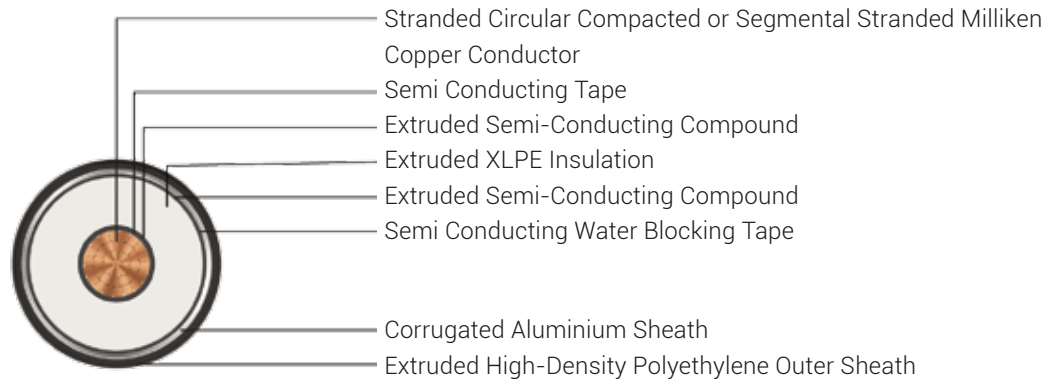 Stranded Circular Compacted or Segmental Stranded Milliken
Copper Conductor
Semi Conducting Tape
Extruded Semi-Conducting Compound
Extruded XLPE Insulation
Extruded Semi-Conducting Compound
Semi Conducting Water Blocking Tape
Corrugated Aluminium Sheath
Extruded High-Density Polyethylene Outer Sheath